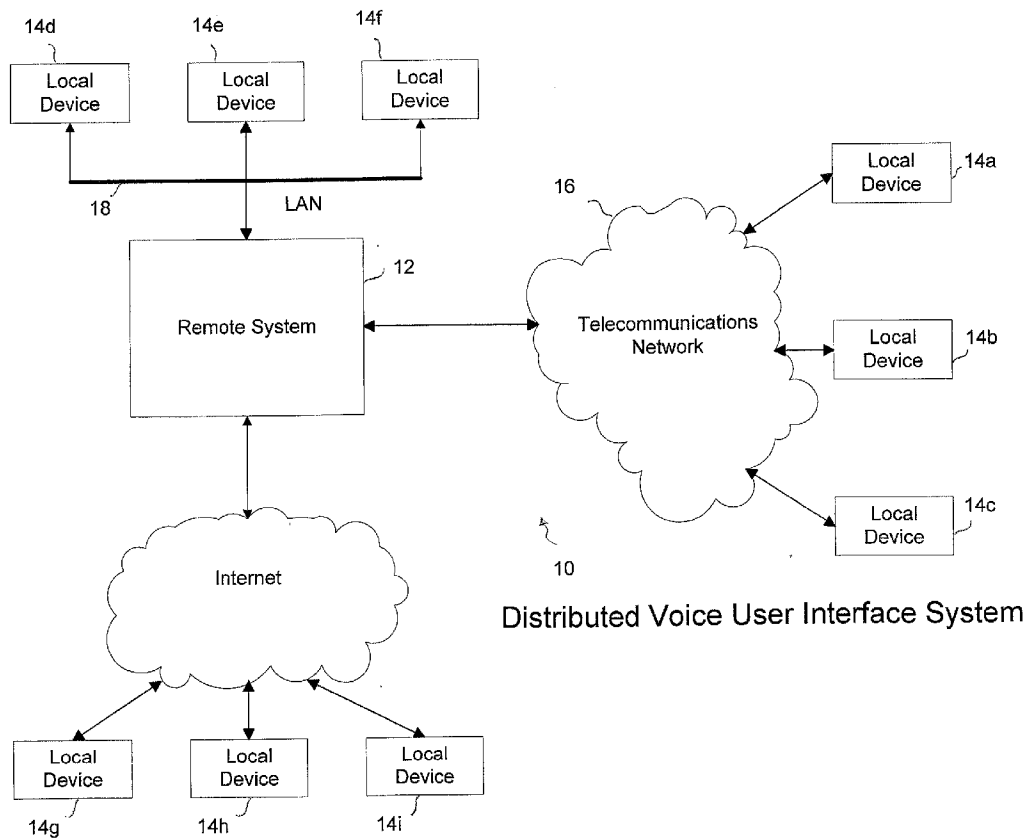 14d
14e
14f
Local
Device
Local
Device
Local
Device
18
LAN
16
Local
Device
14a
12
Remote System
Telecommunications
Network
Local
Device
14b
Local
Device
14c
10
Internet
Distributed Voice User Interface System
Local
Device
Local
Device
Local
Device
14g
14h
14i